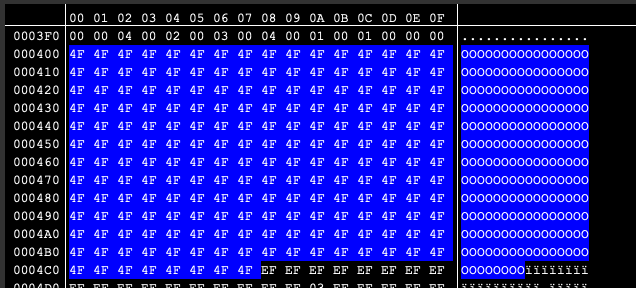 00 01 02 03 04 05 06 07 08 09 0A 0B 0C 0D 0E 0F
0003F0 00 00 04 00 02 00 03 00 04 00 01 00 01 00 00 00 ................
000400 4F 4F 4F 4F 4F 4F 4F 4F 4F 4F 4F 4F 4F 4F 4F 4F OOOOOOOOOOOOOOOO
000410 4F 4F 4F 4F 4F 4F 4F 4F 4F 4F 4F 4F 4F 4F 4F 4F OOOOOOOOOOOOOOOO
000420 4F 4F 4F 4F 4F 4F 4F 4F 4F 4F 4F 4F 4F 4F 4F 4F OOOOOOOOOOOOOOOO
000430 4F 4F 4F 4F 4F 4F 4F 4F 4F 4F 4F 4F 4F 4F 4F 4F OOOOOOOOOOOOOOOO
000440 4F 4F 4F 4F 4F 4F 4F 4F 4F 4F 4F 4F 4F 4F 4F 4F OOOOOOOOOOOOOOOO
000450 4F 4F 4F 4F 4F 4F 4F 4F 4F 4F 4F 4F 4F 4F 4F 4F OOOOOOOOOOOOOOOO
000460 4F 4F 4F 4F 4F 4F 4F 4F 4F 4F 4F 4F 4F 4F 4F 4F OOOOOOOOOOOOOOOO
000470 4F 4F 4F 4F 4F 4F 4F 4F 4F 4F 4F 4F 4F 4F 4F 4F OOOOOOOOOOOOOOOO
000480 4F 4F 4F 4F 4F 4F 4F 4F 4F 4F 4F 4F 4F 4F 4F 4F OOOOOOOOOOOOOOOO
000490 4F 4F 4F 4F 4F 4F 4F 4F 4F 4F 4F 4F 4F 4F 4F 4F OOOOOOOOOOOOOOOO
0004A0 4F 4F 4F 4F 4F 4F 4F 4F 4F 4F 4F 4F 4F 4F 4F 4F OOOOOOOOOOOOOOOO
0004B0 4F 4F 4F 4F 4F 4F 4F 4F 4F 4F 4F 4F 4F 4F 4F 4F OOOOOOOOOOOOOOOO
0004C0 4F 4F 4F 4F 4F 4F 4F 4F EF EF EF EF EF EF EF EF OOOOOOOOïïïïïïïï